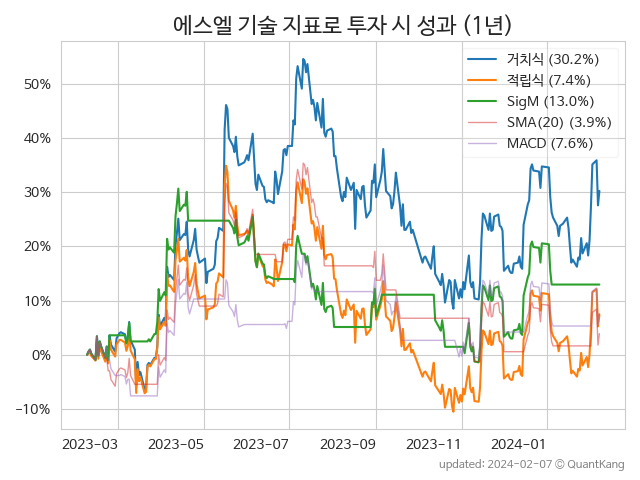 에스엘 기술 지표로 투자 시 성과 (1년)
거치식 (30.2%)
적립식 (7.4%)
SigM (13.0%)
SMA(20) (3.9%)
MACD (7.6%)
50%
40%
30%
20%
10%
0%
−10%
2023-03 2023-05 2023-07 2023-09 2023-11 2024-01
updated: 2024-02-07 © QuantKang